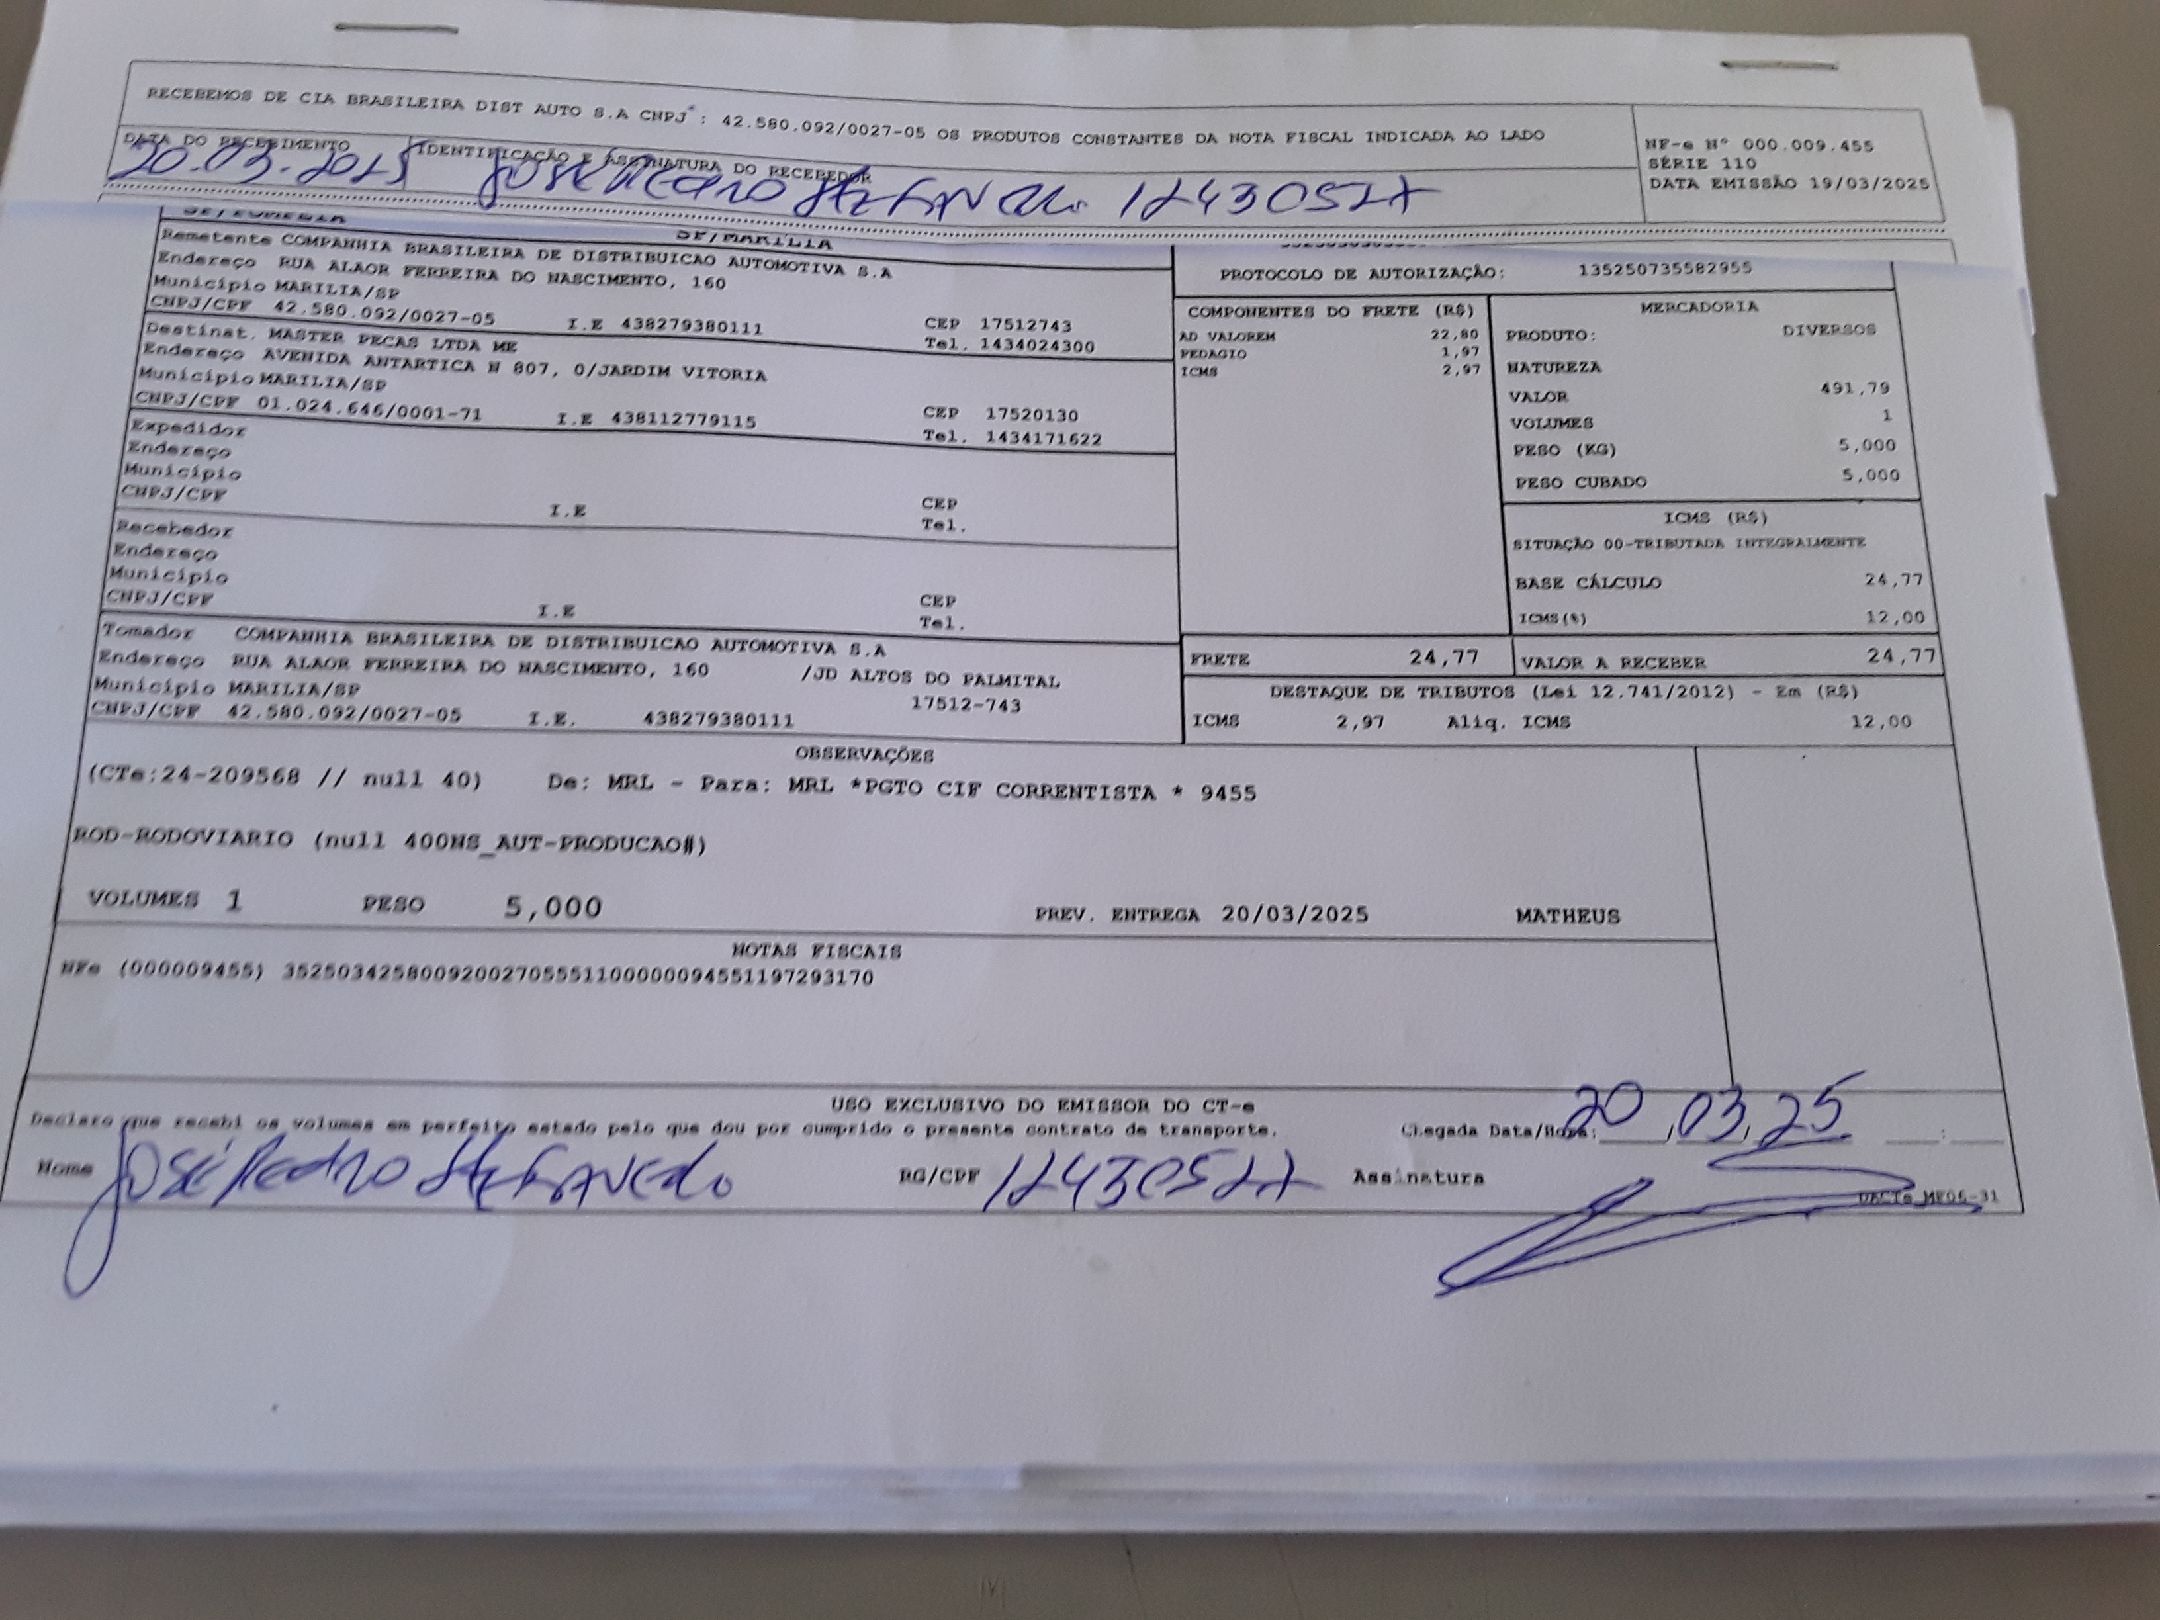 RECEBEMOS DE CIA BRASILEIRA DIST AUTO S.A CNPJ : 42.580.092/0027-05 OS PRODUTOS CONSTANTES DA NOTA FISCAL INDICADA AO LADO
NF-e Nº 000.009.455
SÉRIE 110
DATA EMISSÃO 19/03/2025
DATA DO RECEBIMENTO
IDENTIFICAÇÃO E ASSINATURA DO RECEBEDOR
20.03.2025 José Pedro
SP/MARILIA
Remetente COMPANHIA BRASILEIRA DE DISTRIBUICAO AUTOMOTIVA S.A
Endereço RUA ALAOR FERREIRA DO NASCIMENTO, 160
Município MARILIA/SP
CNPJ/CPF 42.580.092/0027-05 I.E 438279380111 CEP 17512743
Tel. 1434024300
Destinat. MASTER PECAS LTDA ME
Endereço AVENIDA ANTARTICA N 807, 0/JARDIM VITORIA
Município MARILIA/SP
CNPJ/CPF 01.024.646/0001-71 I.E 438112779115 CEP 17520130
Tel. 1434171622
Expedidor
Endereço
Município
CNPJ/CPF I.E CEP
Tel.
Recebedor
Endereço
Município
CNPJ/CPF I.E CEP
Tel.
Tomador COMPANHIA BRASILEIRA DE DISTRIBUICAO AUTOMOTIVA S.A
Endereço RUA ALAOR FERREIRA DO NASCIMENTO, 160 /JD ALTOS DO PALMITAL
Município MARILIA/SP 17512-743
CNPJ/CPF 42.580.092/0027-05 I.E. 438279380111
PROTOCOLO DE AUTORIZAÇÃO: 135250735582955
COMPONENTES DO FRETE (R$)
AD VALOREM 22,80
PEDAGIO 1,97
ICMS 2,97
MERCADORIA
PRODUTO: DIVERSOS
NATUREZA
VALOR 491,79
VOLUMES 1
PESO (KG) 5,000
PESO CUBADO 5,000
ICMS (R$)
SITUAÇÃO 00-TRIBUTADA INTEGRALMENTE
BASE CÁLCULO 24,77
ICMS(%) 12,00
FRETE 24,77 VALOR A RECEBER 24,77
DESTAQUE DE TRIBUTOS (Lei 12.741/2012) - Em (R$)
ICMS 2,97 Aliq. ICMS 12,00
OBSERVAÇÕES
(CTe:24-209568 // null 40) De: MRL - Para: MRL *PGTO CIF CORRENTISTA * 9455
ROD-RODOVIARIO (null 400NS_AUT-PRODUCAO#)
VOLUMES 1 PESO 5,000 PREV. ENTREGA 20/03/2025 MATHEUS
NOTAS FISCAIS
NFe (000009455) 35250342580092002705551100000094551197293170
USO EXCLUSIVO DO EMISSOR DO CT-e
Declaro que recebi os volumes em perfeito estado pelo que dou por cumprido o presente contrato de transporte. Chegada Data/Hora: 20 / 03 / 25 __:__
Nome José Pedro RG/CPF Assinatura
DACTe MF06-31